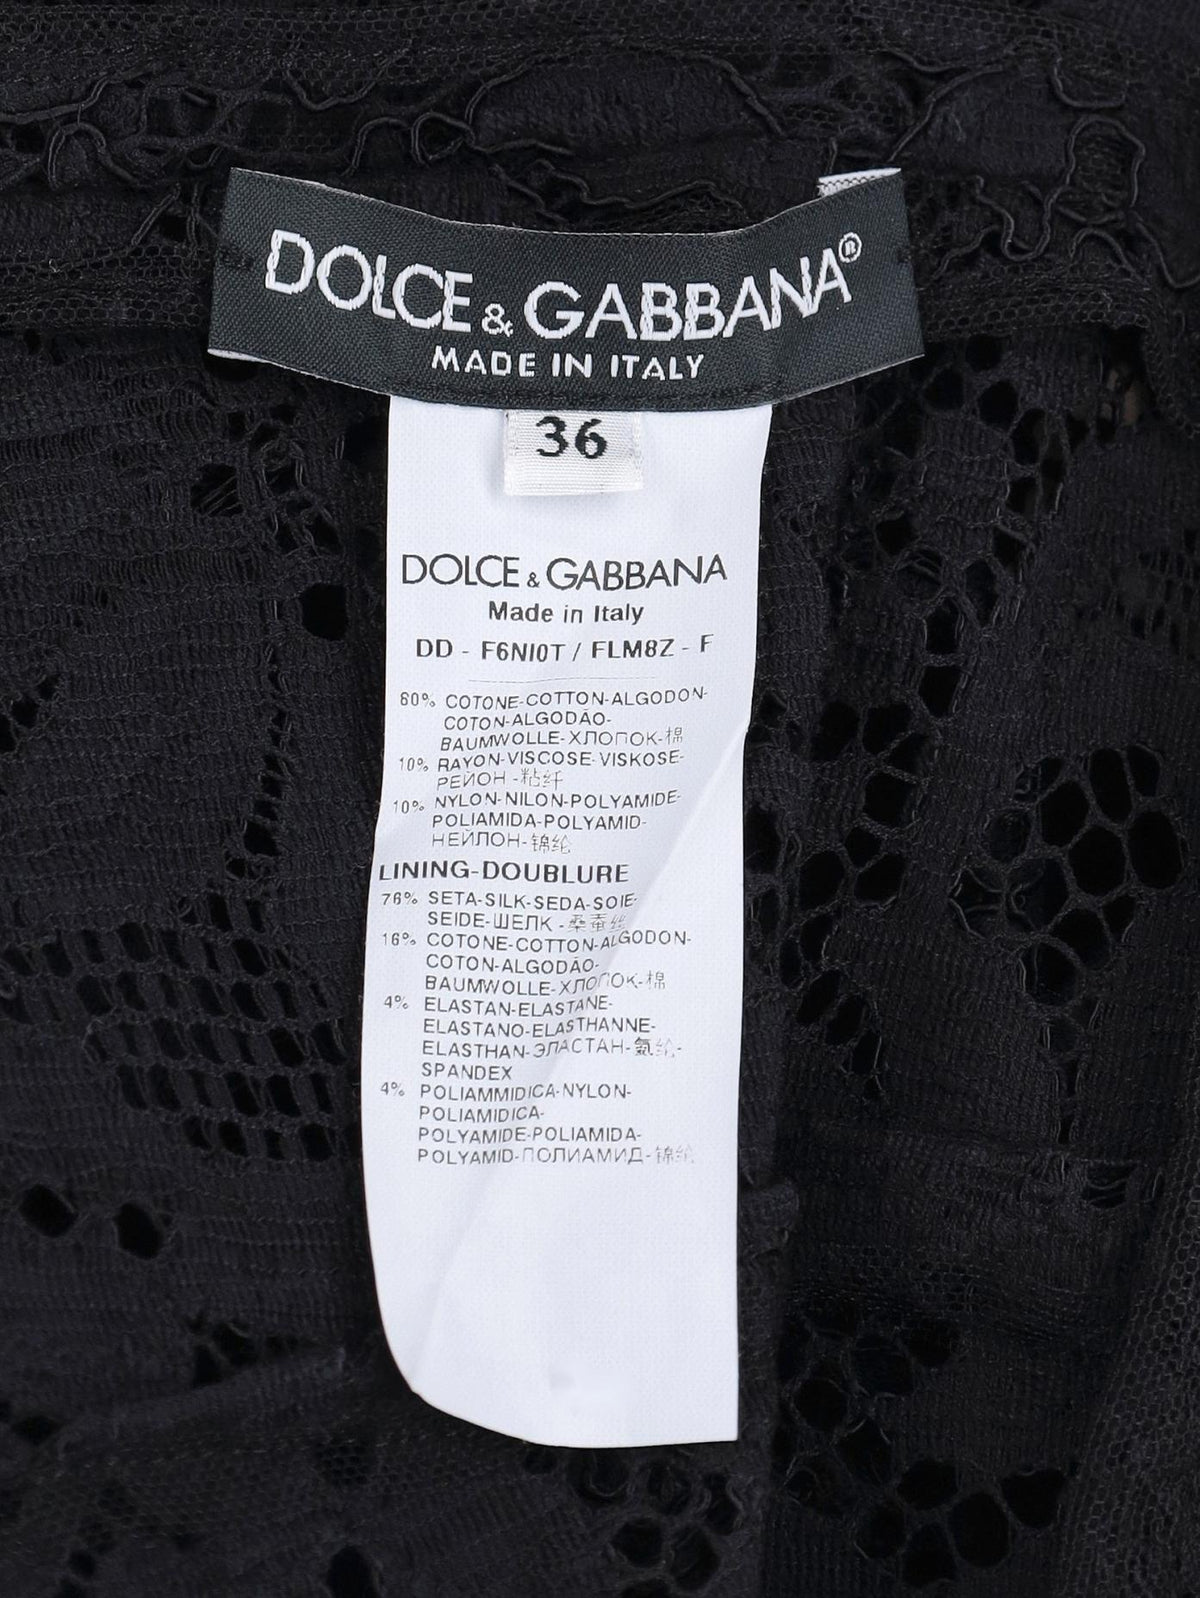 DOLCE & GABBANA®
MADE IN ITALY
36
DOLCE & GABBANA
Made in Italy
DD - F6NI0T / FLM8Z - F
80% COTONE-COTTON-ALGODON-
COTON-ALGODÃO-
BAUMWOLLE-ХЛОПОК-棉
10% RAYON-VISCOSE-VISKOSE-
РЕЙОН-粘纤
10% NYLON-NILON-POLYAMIDE-
POLIAMIDA-POLYAMID-
НЕЙЛОН-锦纶
LINING-DOUBLURE
76% SETA-SILK-SEDA-SOIE-
SEIDE-ШЕЛК-桑蚕丝
16% COTONE-COTTON-ALGODON-
COTON-ALGODÃO-
BAUMWOLLE-ХЛОПОК-棉
4% ELASTAN-ELASTANE-
ELASTANO-ELASTHANNE-
ELASTHAN-ЭЛАСТАН-氨纶-
SPANDEX
4% POLIAMMIDICA-NYLON-
POLIAMIDICA-
POLYAMIDE-POLIAMIDA-
POLYAMID-ПОЛИАМИД-锦纶